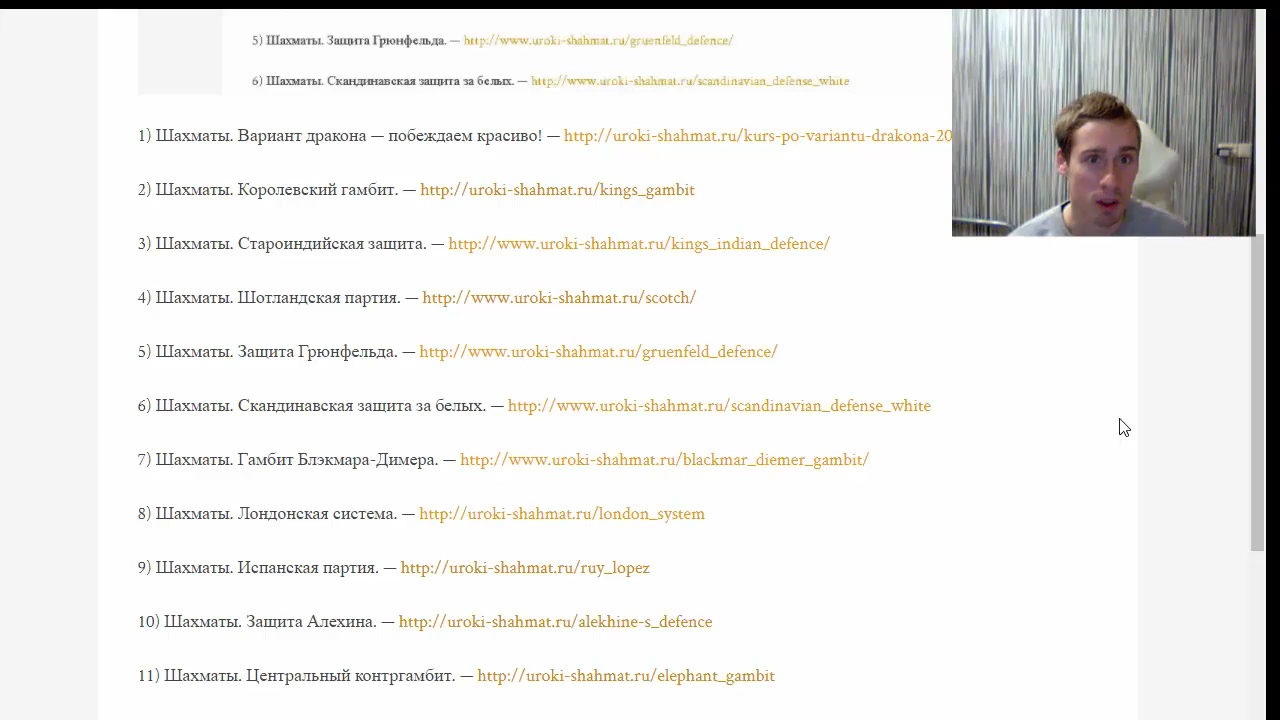 5) Шахматы. Защита Грюнфельда. — http://www.uroki-shahmat.ru/gruenfeld_defence/
6) Шахматы. Скандинавская защита за белых. — http://www.uroki-shahmat.ru/scandinavian_defense_white
1) Шахматы. Вариант дракона — побеждаем красиво! — http://uroki-shahmat.ru/kurs-po-variantu-drakona-20
2) Шахматы. Королевский гамбит. — http://uroki-shahmat.ru/kings_gambit
3) Шахматы. Староиндийская защита. — http://www.uroki-shahmat.ru/kings_indian_defence/
4) Шахматы. Шотландская партия. — http://www.uroki-shahmat.ru/scotch/
5) Шахматы. Защита Грюнфельда. — http://www.uroki-shahmat.ru/gruenfeld_defence/
6) Шахматы. Скандинавская защита за белых. — http://www.uroki-shahmat.ru/scandinavian_defense_white
7) Шахматы. Гамбит Блэкмара-Димера. — http://www.uroki-shahmat.ru/blackmar_diemer_gambit/
8) Шахматы. Лондонская система. — http://uroki-shahmat.ru/london_system
9) Шахматы. Испанская партия. — http://uroki-shahmat.ru/ruy_lopez
10) Шахматы. Защита Алехина. — http://uroki-shahmat.ru/alekhine-s_defence
11) Шахматы. Центральный контргамбит. — http://uroki-shahmat.ru/elephant_gambit